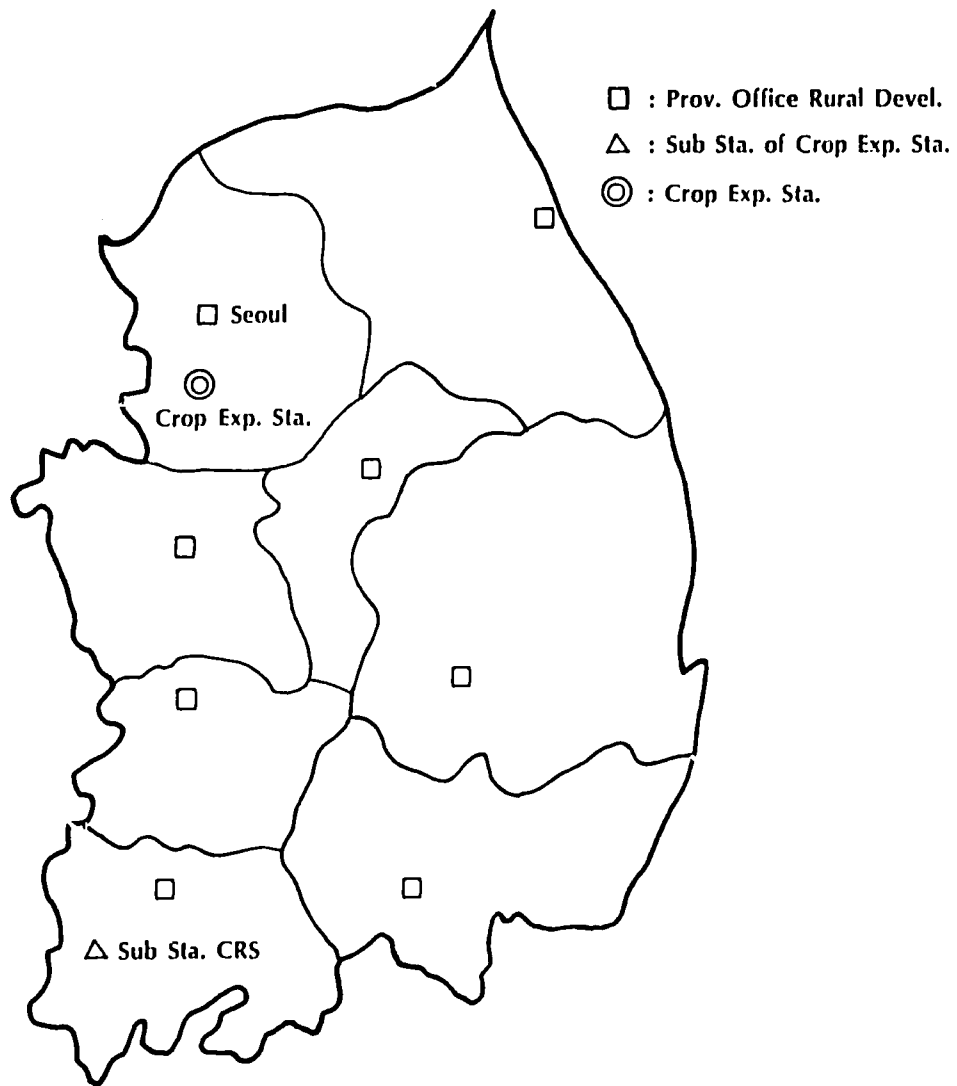 : Prov. Office Rural Devel.
: Sub Sta. of Crop Exp. Sta.
: Crop Exp. Sta.
Seoul
Crop Exp. Sta.
Sub Sta. CRS